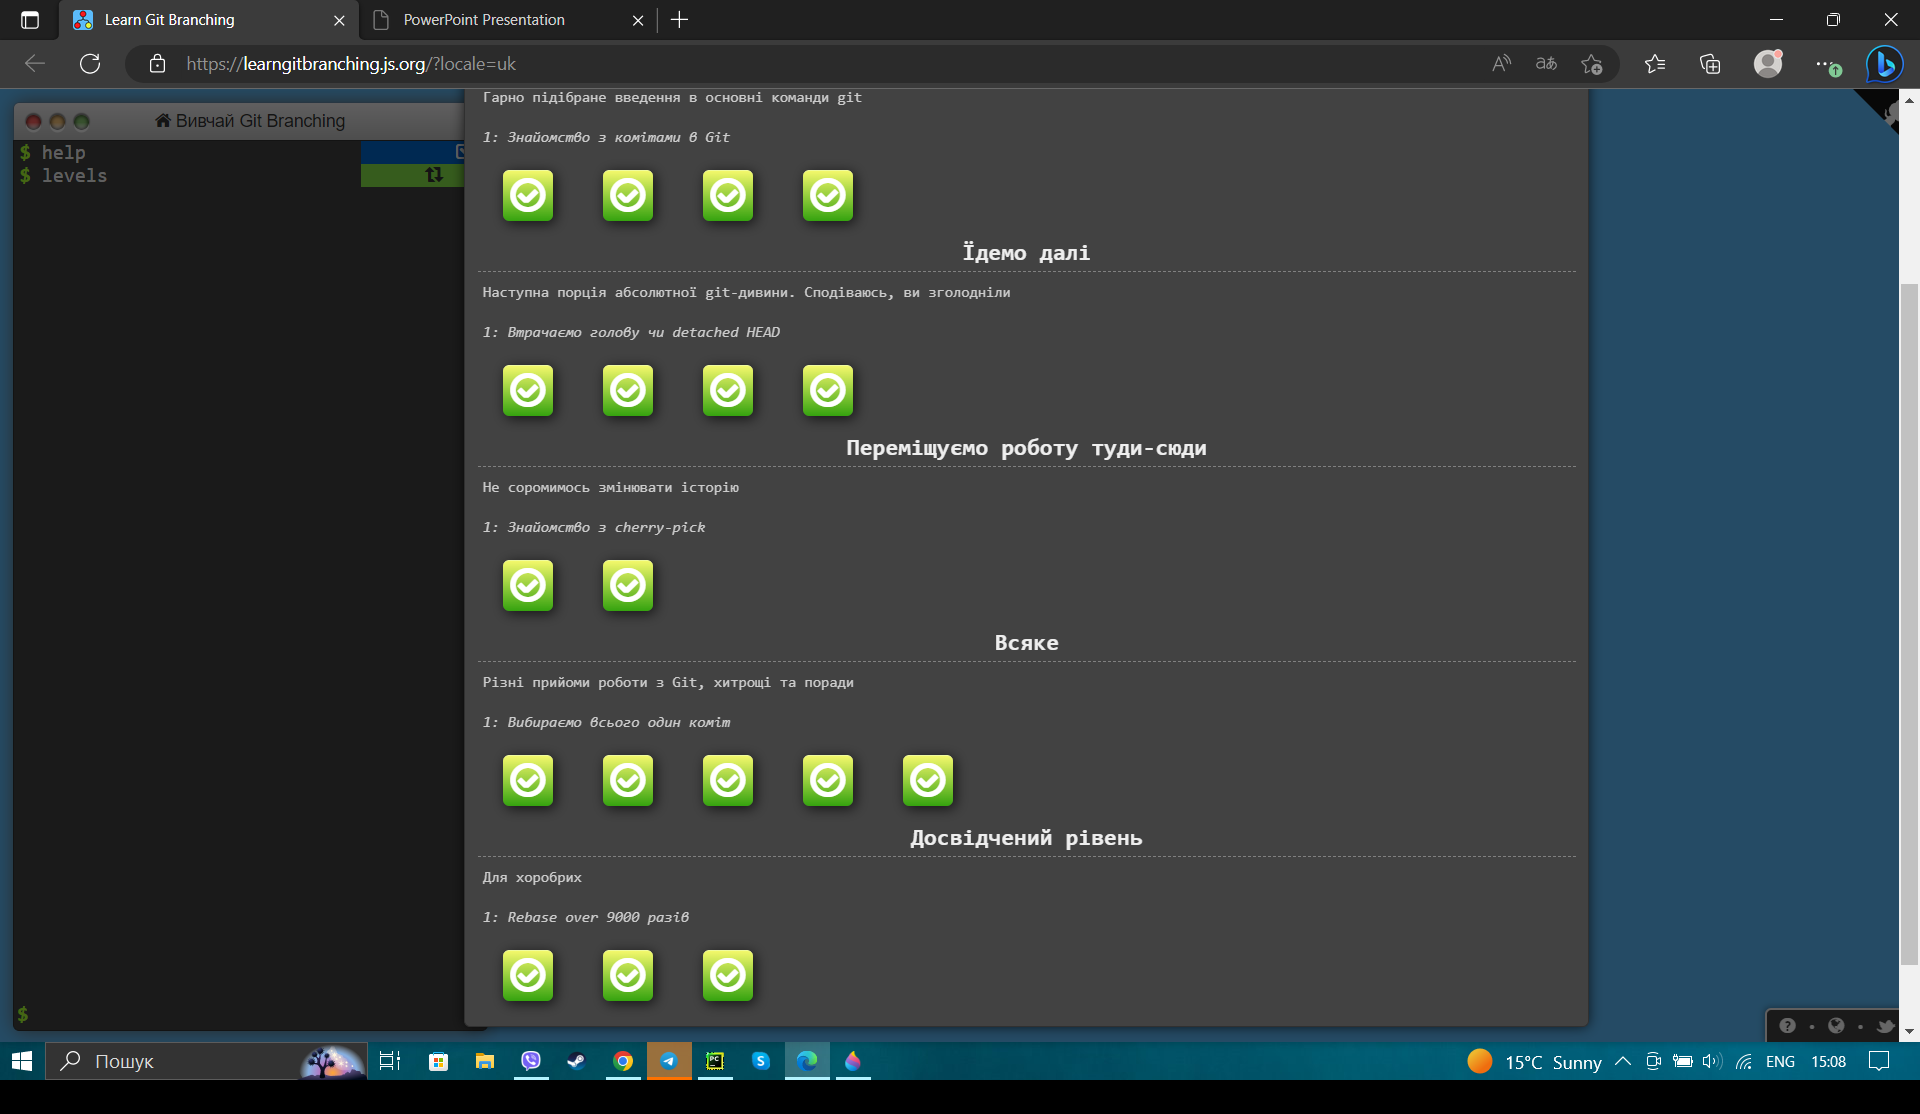 Learn Git Branching
PowerPoint Presentation
https://learngitbranching.js.org/?locale=uk
Вивчай Git Branching
$ help
$ levels
$
Гарно підібране введення в основні команди git
1: Знайомство з комітами в Git
Їдемо далі
Наступна порція абсолютної git-дивини. Сподіваюсь, ви зголодніли
1: Втрачаємо голову чи detached HEAD
Переміщуємо роботу туди-сюди
Не соромимось змінювати історію
1: Знайомство з cherry-pick
Всяке
Різні прийоми роботи з Git, хитрощі та поради
1: Вибираємо всього один коміт
Досвідчений рівень
Для хоробрих
1: Rebase over 9000 разів
Пошук
15°C Sunny
ENG
15:08